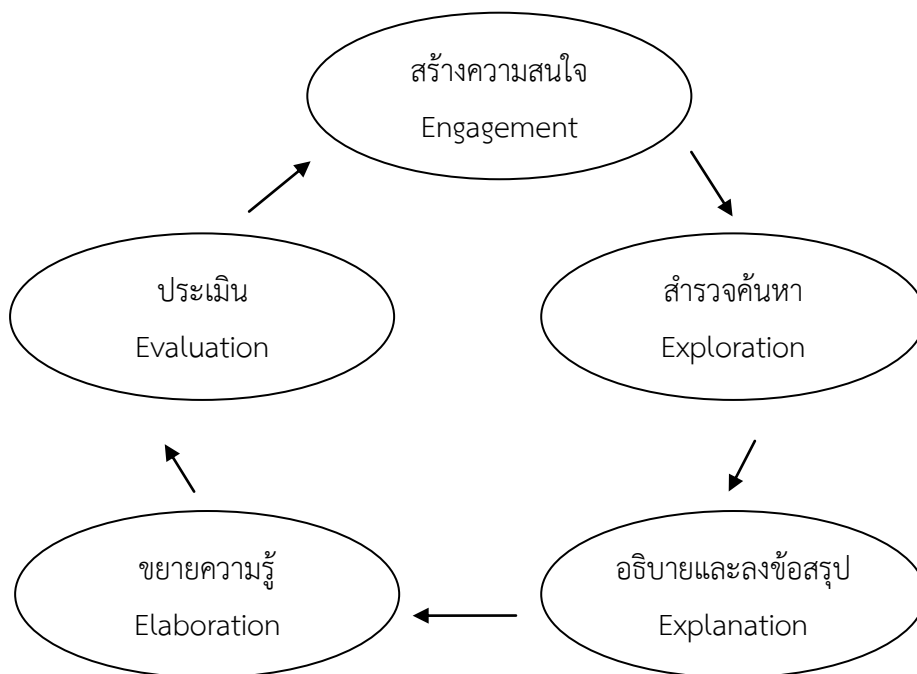 สร้างความสนใจ
Engagement
ประเมิน
Evaluation
สำรวจค้นหา
Exploration
ขยายความรู้
Elaboration
อธิบายและลงข้อสรุป
Explanation